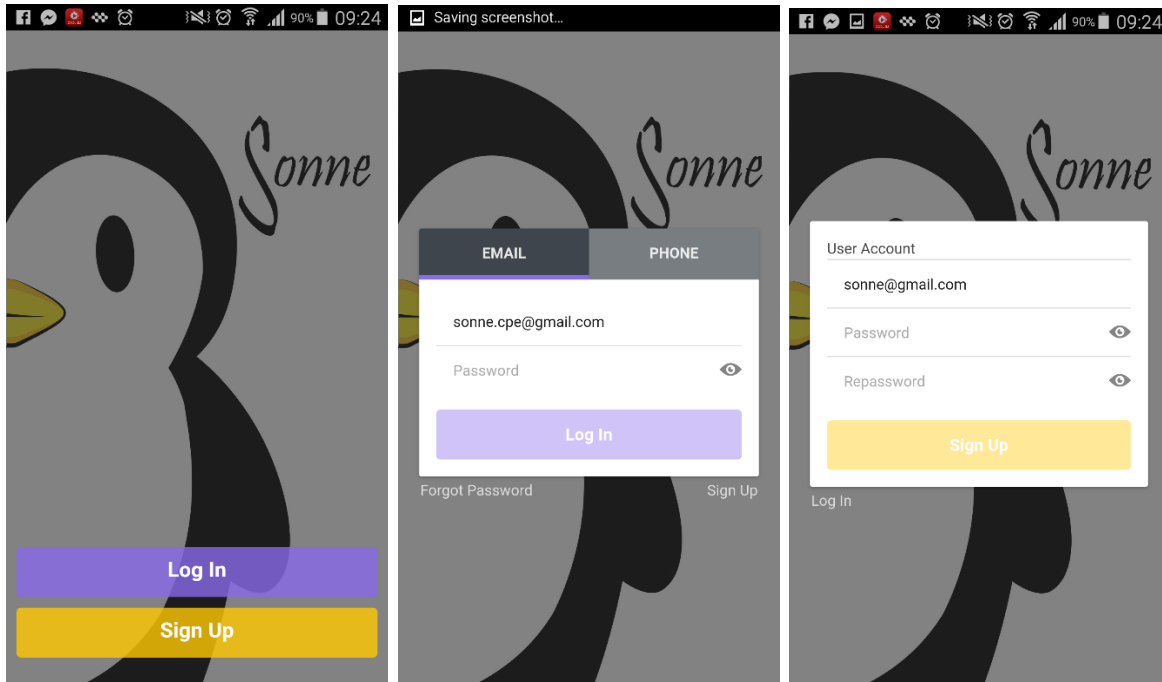 90% 09:24
Sonne
Log In
Sign Up
Saving screenshot...
Sonne
EMAIL PHONE
sonne.cpe@gmail.com
Password
Log In
Forgot Password Sign Up
90% 09:24
Sonne
User Account
sonne@gmail.com
Password
Repassword
Sign Up
Log In